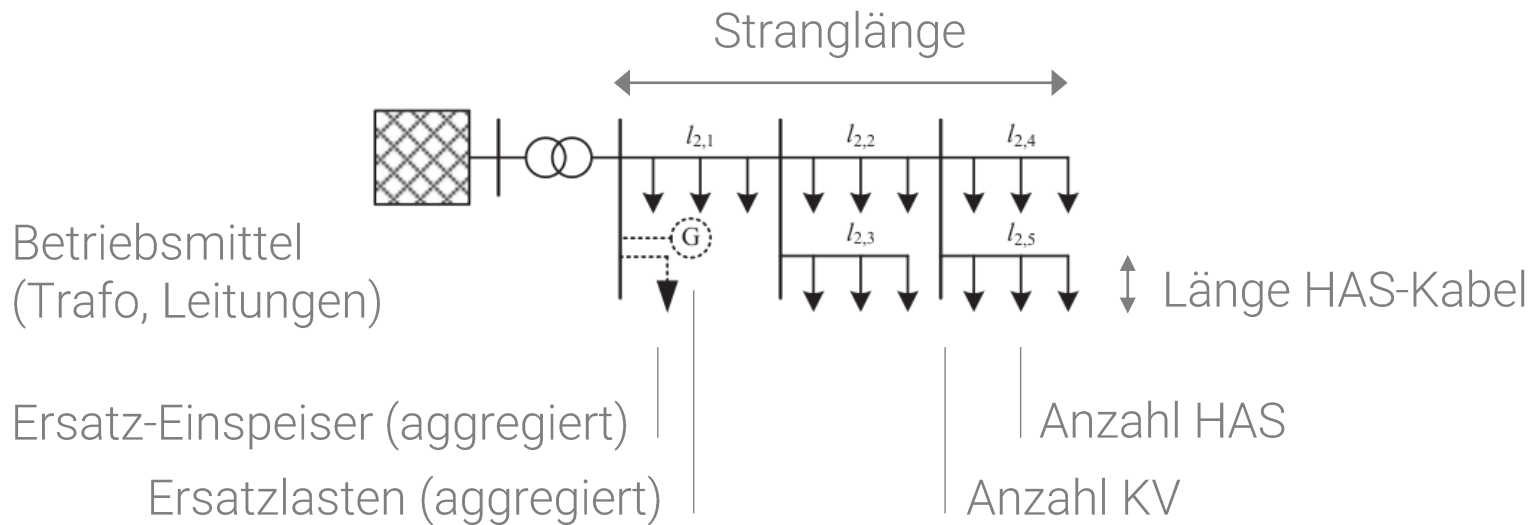 Stranglänge
l2,1
l2,2
l2,4
G
l2,3
l2,5
Betriebsmittel
(Trafo, Leitungen)
Länge HAS-Kabel
Ersatz-Einspeiser (aggregiert)
Anzahl HAS
Ersatzlasten (aggregiert)
Anzahl KV